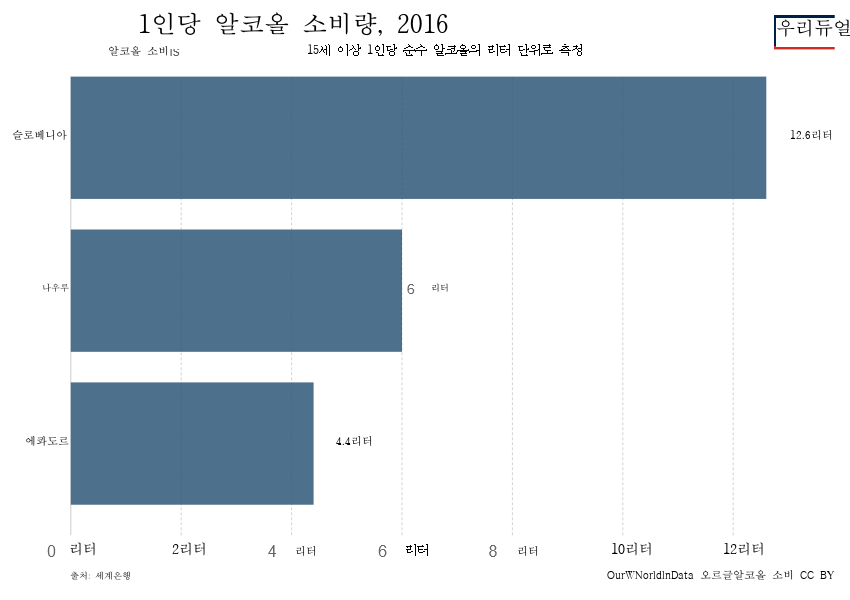 1인당 알코올 소비량, 2016
우리듀얼
알코올 소비IS 15세 이상 1인당 순수 알코올의 리터 단위로 측정
슬로베니아 12.6리터
나우루 6 리터
에콰도르 4.4리터
0 리터 2리터 4 리터 6 리터 8 리터 10리터 12리터
출처: 세계은행 OurWNorldInData 오르글알코올 소비 CC BY